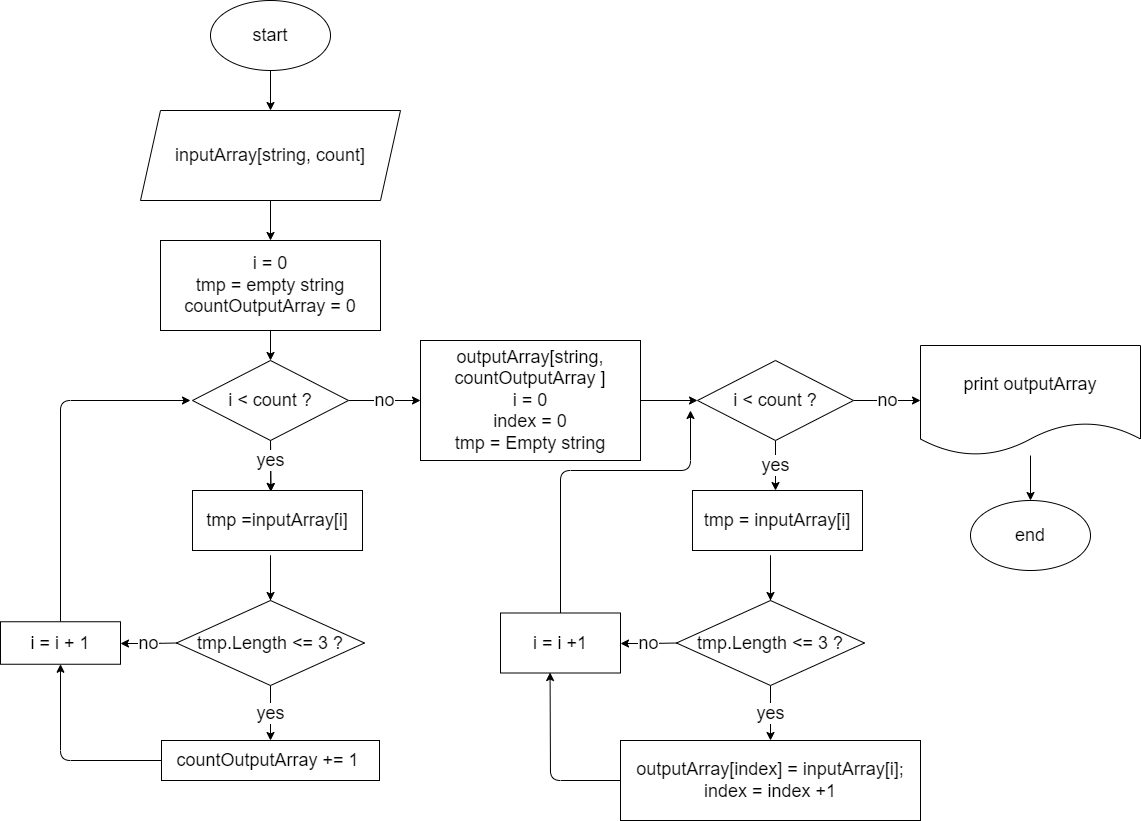 start
inputArray[string, count]
i = 0
tmp = empty string
countOutputArray = 0
i < count ?
no
yes
tmp =inputArray[i]
tmp.Length <= 3 ?
no
i = i + 1
yes
countOutputArray += 1
outputArray[string,
countOutputArray ]
i = 0
index = 0
tmp = Empty string
i < count ?
no
yes
tmp = inputArray[i]
tmp.Length <= 3 ?
no
i = i +1
yes
outputArray[index] = inputArray[i];
index = index +1
print outputArray
end